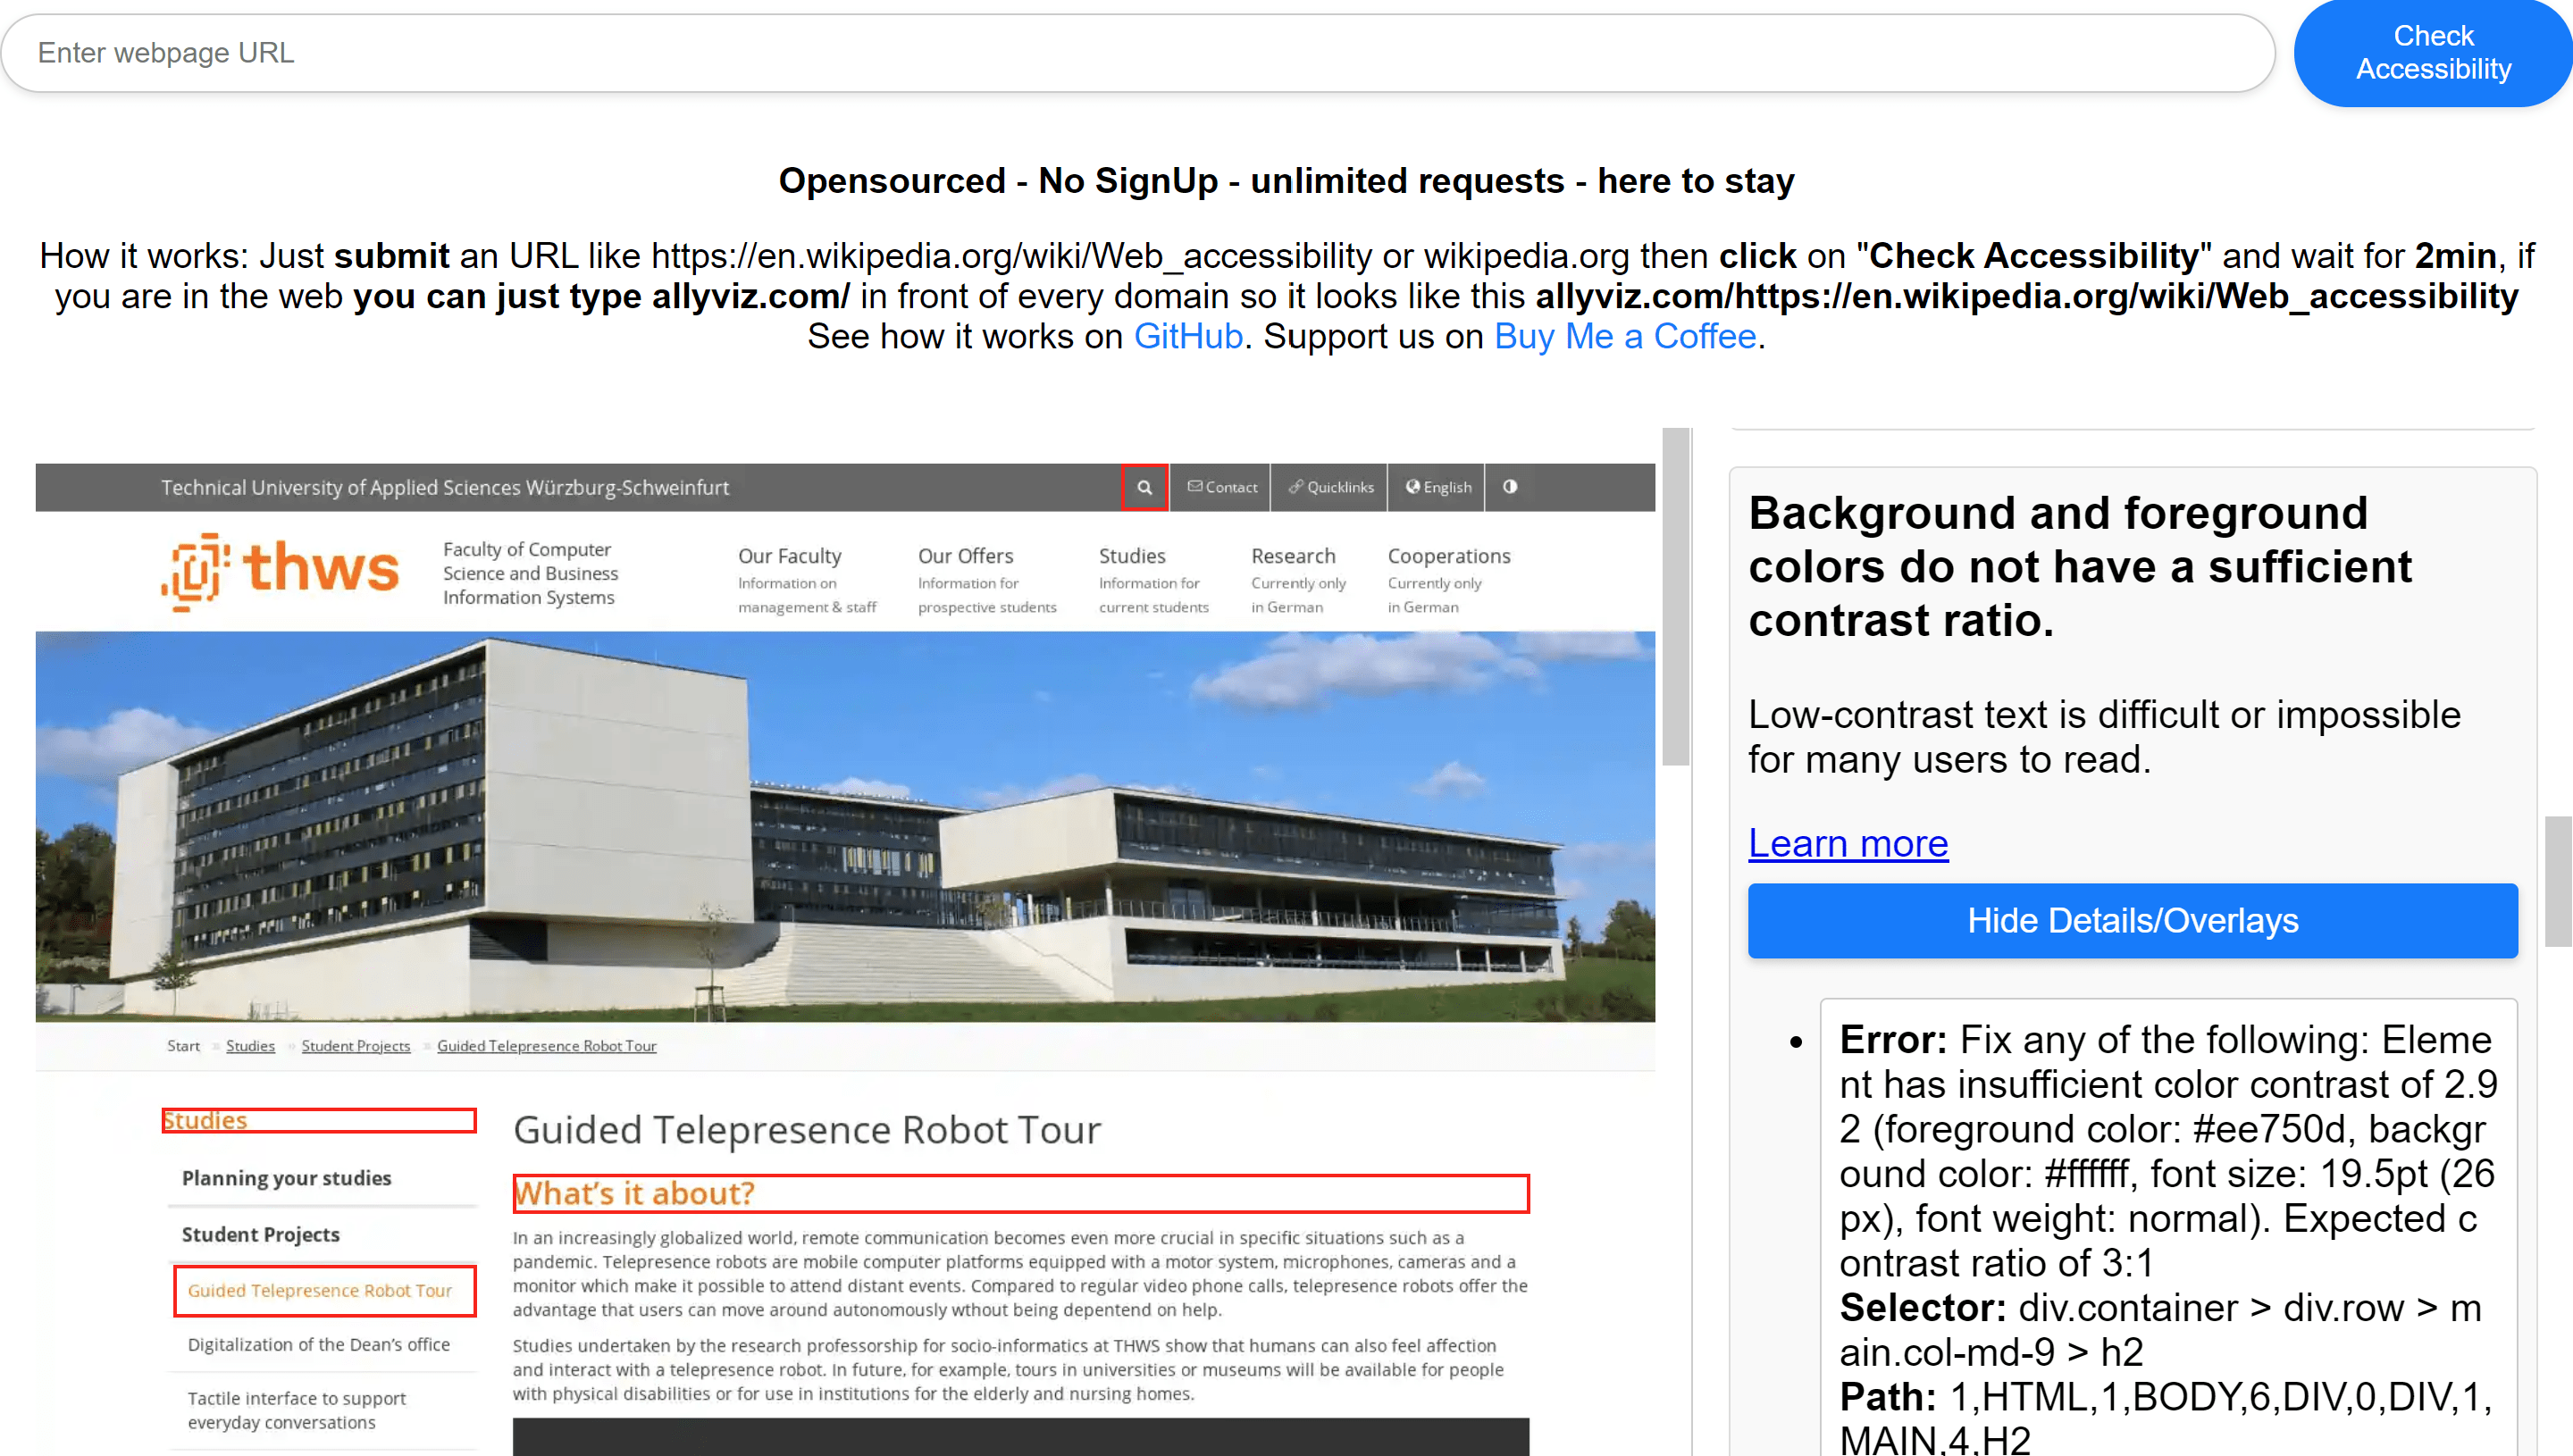 Enter webpage URL
Check
Accessibility
Opensourced - No SignUp - unlimited requests - here to stay
How it works: Just submit an URL like https://en.wikipedia.org/wiki/Web_accessibility or wikipedia.org then click on "Check Accessibility" and wait for 2min, if
you are in the web you can just type allyviz.com/ in front of every domain so it looks like this allyviz.com/https://en.wikipedia.org/wiki/Web_accessibility
See how it works on GitHub. Support us on Buy Me a Coffee.
Technical University of Applied Sciences Würzburg-Schweinfurt
Contact
Quicklinks
English
thws
Faculty of Computer
Science and Business
Information Systems
Our Faculty
Information on
management & staff
Our Offers
Information for
prospective students
Studies
Information for
current students
Research
Currently only
in German
Cooperations
Currently only
in German
Start » Studies » Student Projects » Guided Telepresence Robot Tour
Studies
Planning your studies
Student Projects
Guided Telepresence Robot Tour
Digitalization of the Dean's office
Tactile interface to support
everyday conversations
Guided Telepresence Robot Tour
What's it about?
In an increasingly globalized world, remote communication becomes even more crucial in specific situations such as a
pandemic. Telepresence robots are mobile computer platforms equipped with a motor system, microphones, cameras and a
monitor which make it possible to attend distant events. Compared to regular video phone calls, telepresence robots offer the
advantage that users can move around autonomously wthout being depentend on help.
Studies undertaken by the research professorship for socio-informatics at THWS show that humans can also feel affection
and interact with a telepresence robot. In future, for example, tours in universities or museums will be available for people
with physical disabilities or for use in institutions for the elderly and nursing homes.
Background and foreground
colors do not have a sufficient
contrast ratio.
Low-contrast text is difficult or impossible
for many users to read.
Learn more
Hide Details/Overlays
• Error: Fix any of the following: Eleme
nt has insufficient color contrast of 2.9
2 (foreground color: #ee750d, backgr
ound color: #ffffff, font size: 19.5pt (26
px), font weight: normal). Expected c
ontrast ratio of 3:1
Selector: div.container > div.row > m
ain.col-md-9 > h2
Path: 1,HTML,1,BODY,6,DIV,0,DIV,1,
MAIN,4,H2